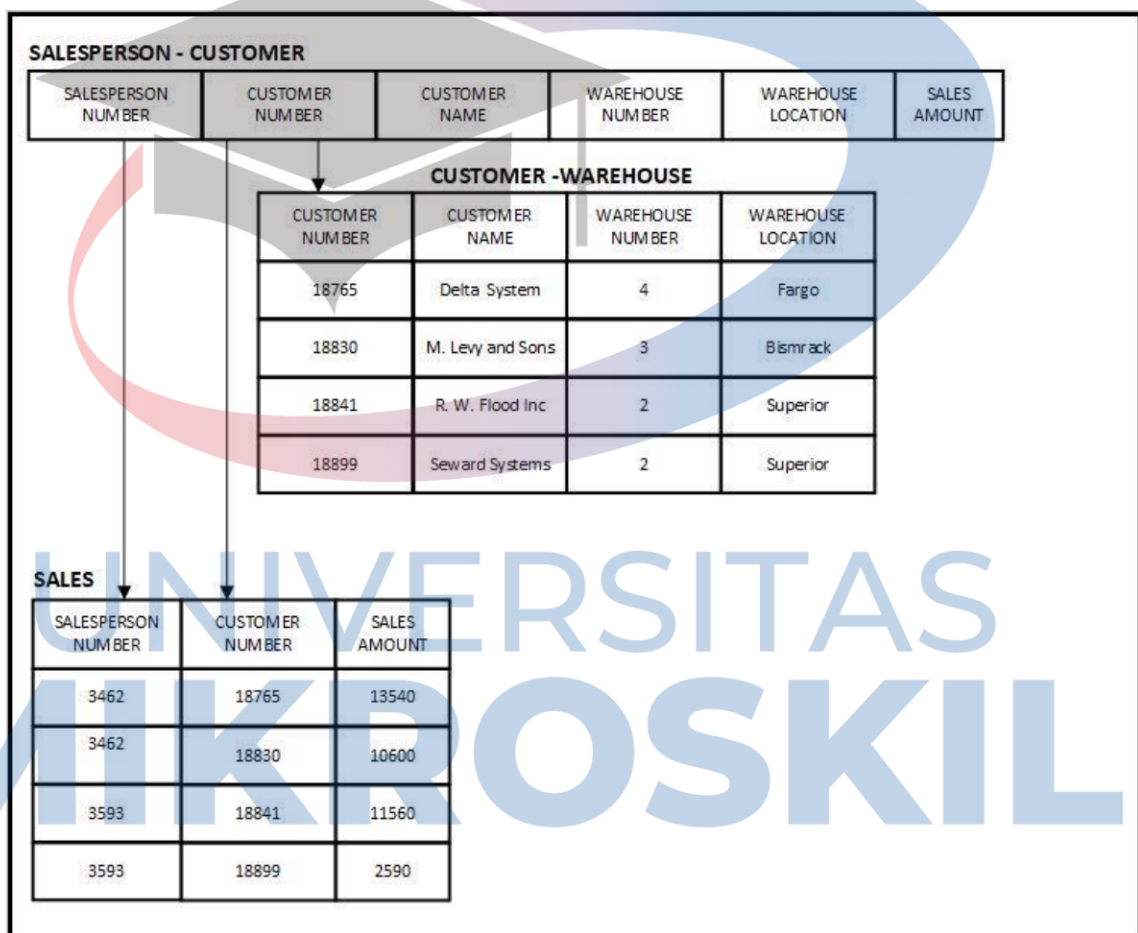 SALESPERSON - CUSTOMER
SALESPERSON NUMBER CUSTOMER NUMBER CUSTOMER NAME WAREHOUSE NUMBER WAREHOUSE LOCATION SALES AMOUNT
CUSTOMER -WAREHOUSE
CUSTOMER NUMBER CUSTOMER NAME WAREHOUSE NUMBER WAREHOUSE LOCATION
18765 Delta System 4 Fargo
18830 M. Levy and Sons 3 Bismrack
18841 R. W. Flood Inc 2 Superior
18899 Seward Systems 2 Superior
UNIVERSITAS
MIKROSKIL
SALES
SALESPERSON NUMBER CUSTOMER NUMBER SALES AMOUNT
3462 18765 13540
3462 18830 10600
3593 18841 11560
3593 18899 2590